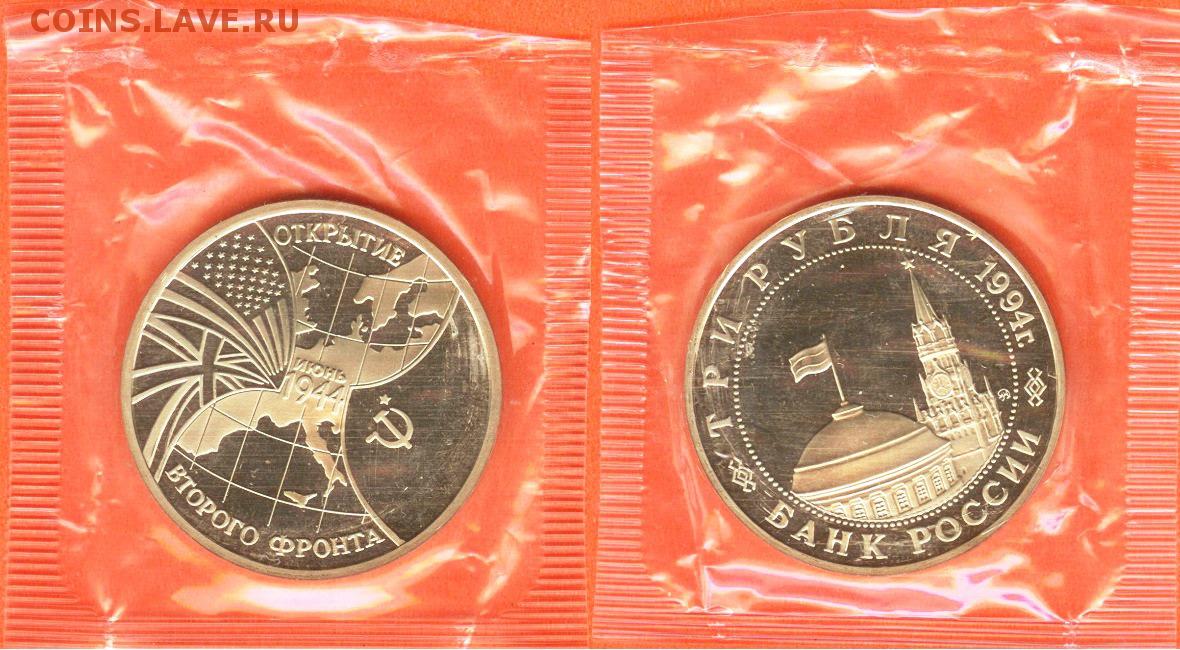 COINS.LAVE.RU
ОТКРЫТИЕ
ИЮНЬ
1944
ВТОРОГО ФРОНТА
ТРИ РУБЛЯ 1994г.
БАНК РОССИИ